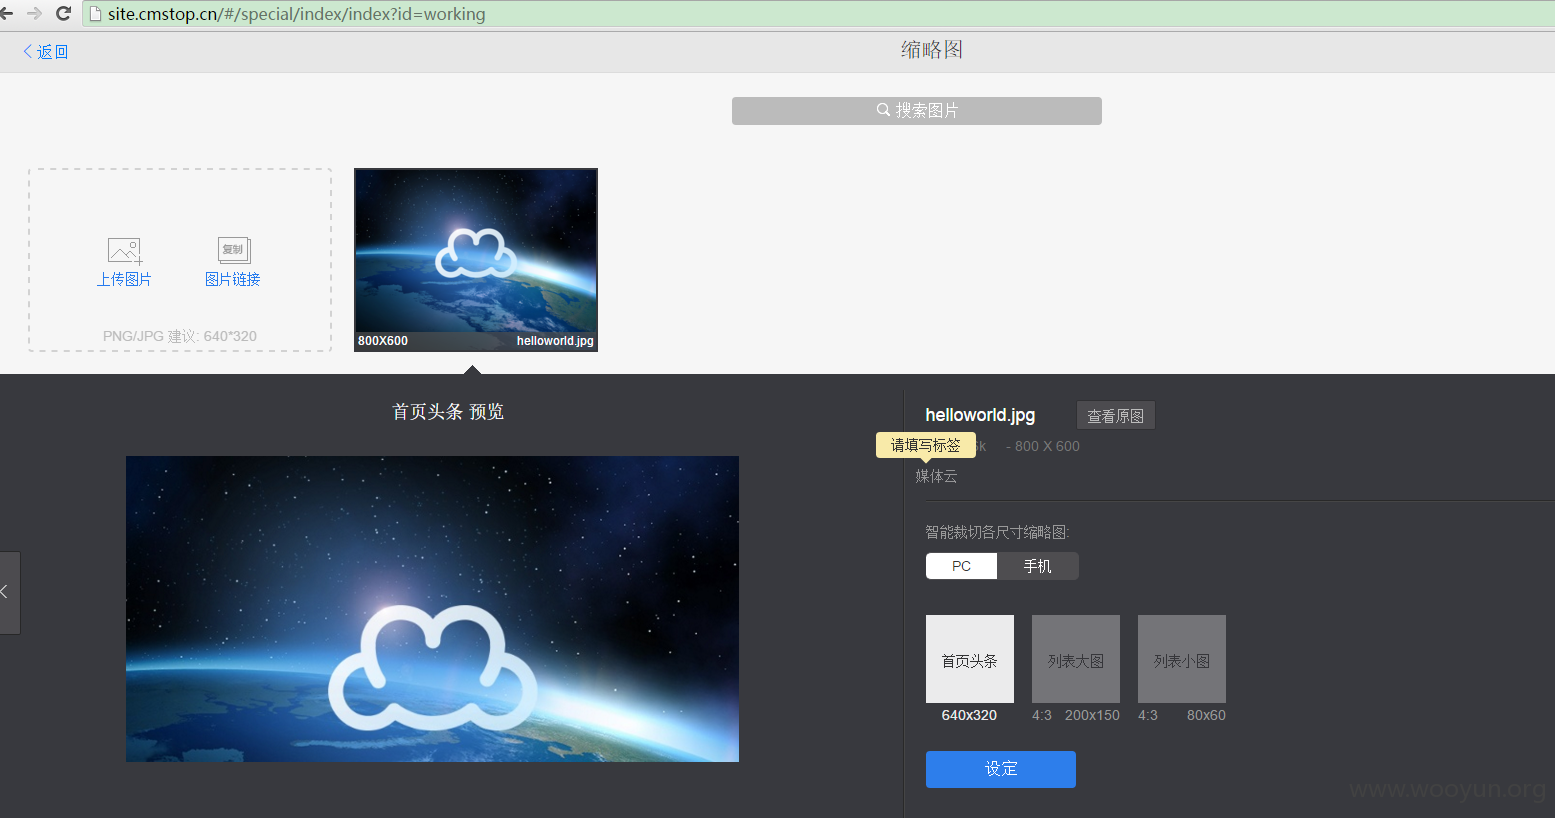 site.cmstop.cn/#/special/index/index?id=working
返回
缩略图
搜索图片
复制
上传图片
图片链接
PNG/JPG 建议: 640*320
800X600
helloworld.jpg
首页头条 预览
helloworld.jpg
查看原图
请填写标签
k - 800 X 600
媒体云
智能裁切各尺寸缩略图:
PC
手机
首页头条
列表大图
列表小图
640x320
4:3 200x150
4:3 80x60
设定
www.wooyun.org